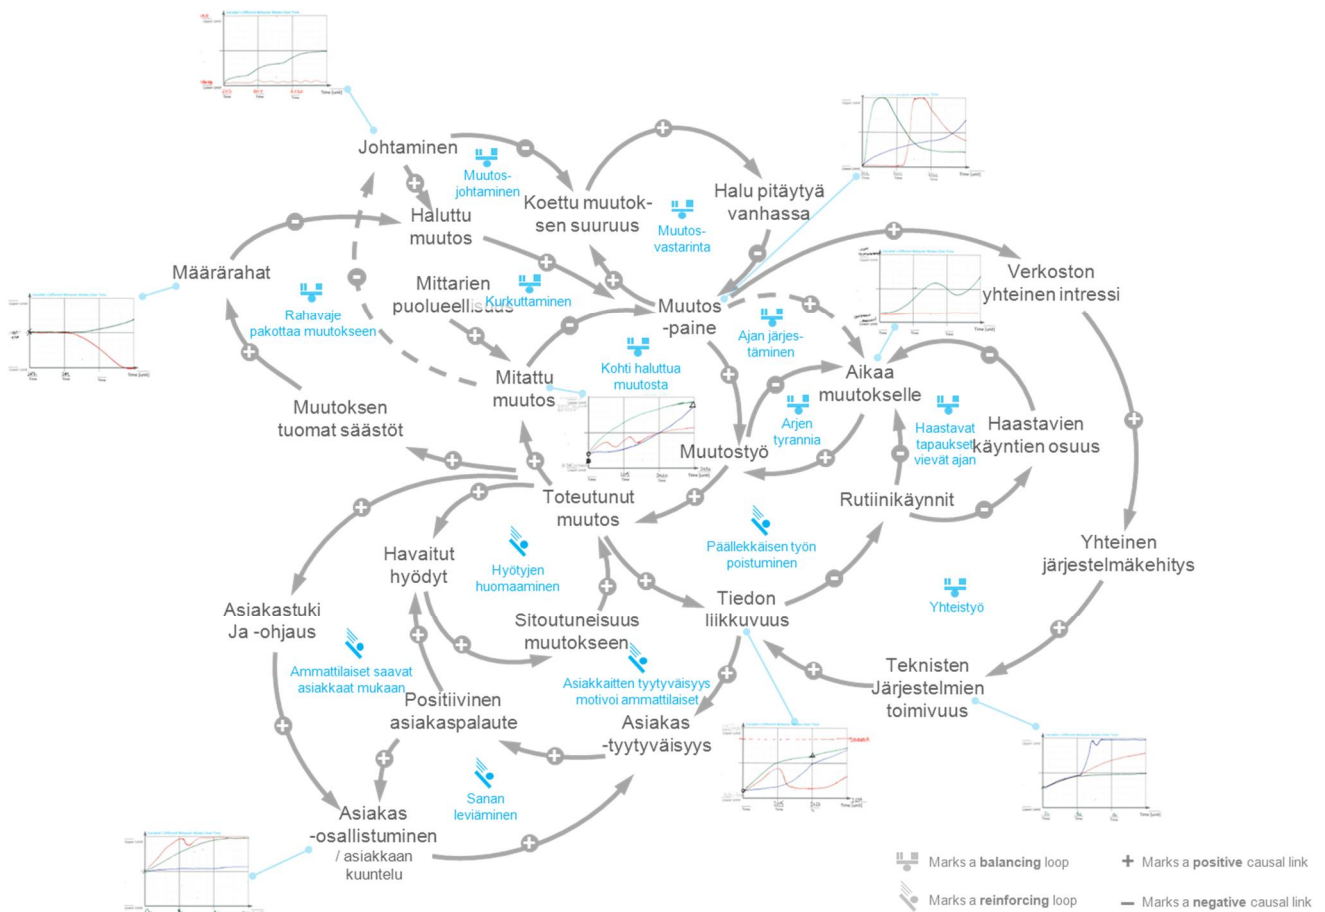 Johtaminen
Muutos-
johtaminen
Koettu muutok-
sen suuruus
Muutos-
vastarinta
Halu pitäytyä
vanhassa
Haluttu
muutos
Määrärahat
Rahavaje
pakottaa muutokseen
Mittarien
puolueellisuus
Kurkuttaminen
Muutos
-paine
Ajan järjes-
täminen
Verkoston
yhteinen intressi
Mitattu
muutos
Kohti haluttua
muutosta
Aikaa
muutokselle
Muutoksen
tuomat säästöt
Muutostyö
Arjen
tyrannia
Haastavat
tapaukset
vievät ajan
Haastavien
käyntien osuus
Toteutunut
muutos
Rutiinikäynnit
Havaitut
hyödyt
Hyötyjen
huomaaminen
Päällekkäisen työn
poistuminen
Yhteinen
järjestelmäkehitys
Asiakastuki
Ja -ohjaus
Sitoutuneisuus
muutokseen
Tiedon
liikkuvuus
Yhteistyö
Ammattilaiset saavat
asiakkaat mukaan
Asiakkaitten tyytyväisyys
motivoi ammattilaiset
Teknisten
Järjestelmien
toimivuus
Positiivinen
asiakaspalaute
Asiakas
-tyytyväisyys
Sanan
leviäminen
Asiakas
-osallistuminen
/ asiakkaan
kuuntelu
Marks a balancing loop
+ Marks a positive causal link
Marks a reinforcing loop
− Marks a negative causal link